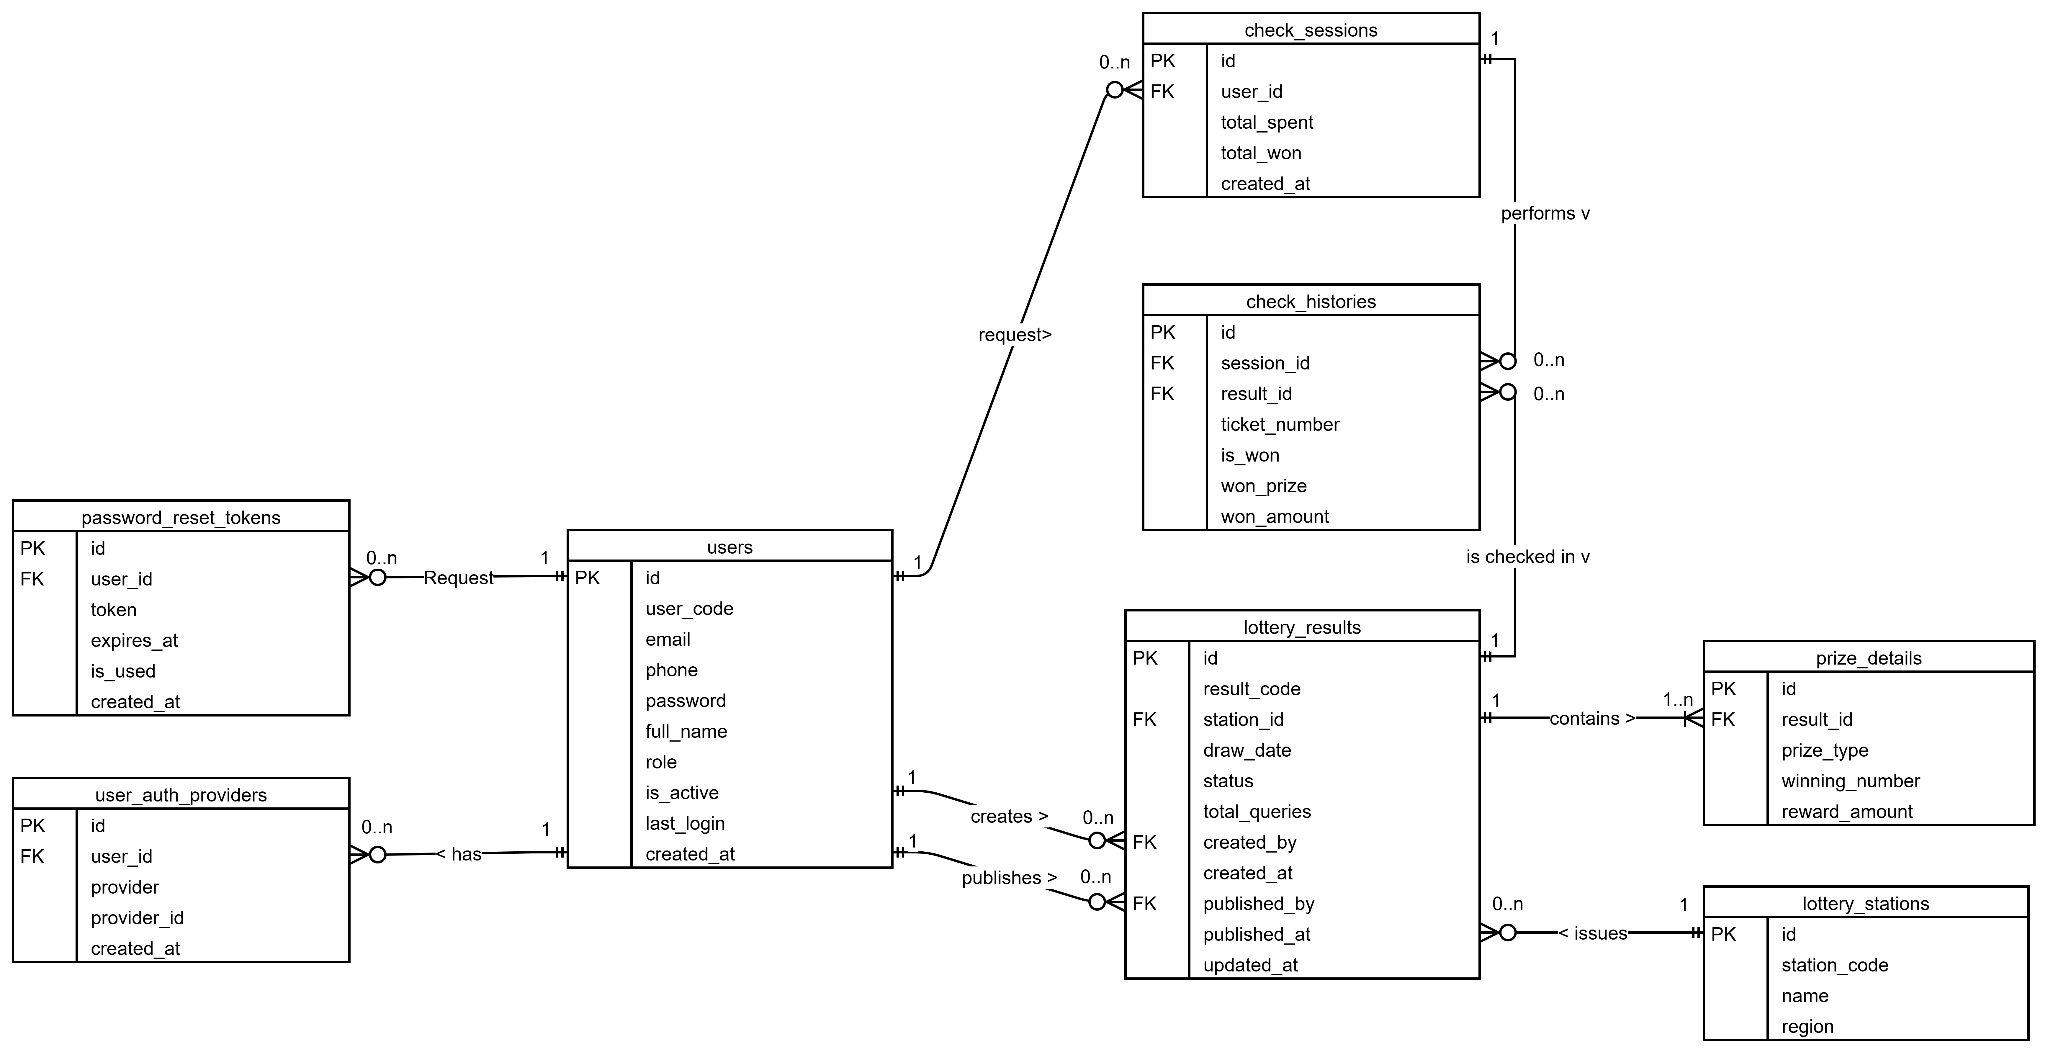 check_sessions
PK id
FK user_id
total_spent
total_won
created_at
1
0..n
performs v
request>
check_histories
PK id
FK session_id
FK result_id
ticket_number
is_won
won_prize
won_amount
0..n
0..n
is checked in v
password_reset_tokens
PK id
FK user_id
token
expires_at
is_used
created_at
0..n
Request
1
users
PK id
user_code
email
phone
password
full_name
role
is_active
last_login
created_at
1
1
creates >
0..n
1
publishes >
0..n
user_auth_providers
PK id
FK user_id
provider
provider_id
created_at
0..n
< has
1
lottery_results
PK id
result_code
FK station_id
draw_date
status
total_queries
FK created_by
created_at
FK published_by
published_at
updated_at
1
1
contains >
1..n
prize_details
PK id
FK result_id
prize_type
winning_number
reward_amount
0..n
< issues
1
lottery_stations
PK id
station_code
name
region